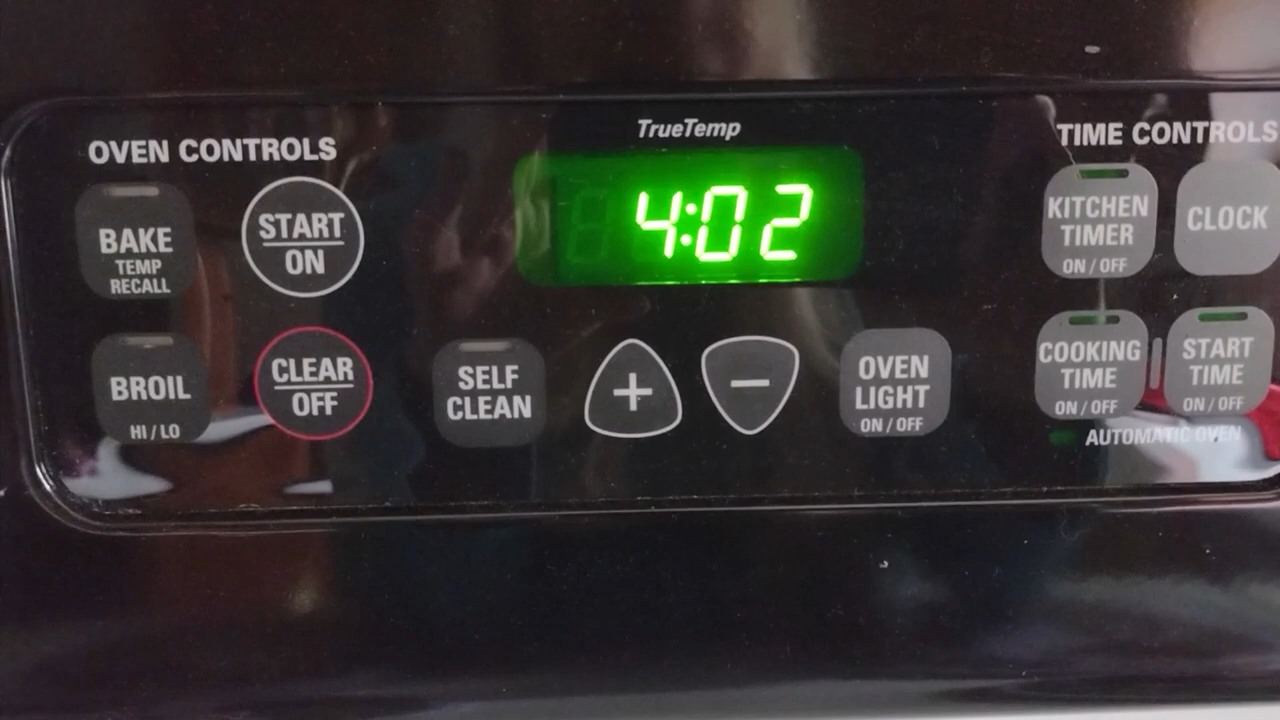 TrueTemp
OVEN CONTROLS
TIME CONTROLS
4:02
BAKE
TEMP
RECALL
START
ON
KITCHEN
TIMER
ON / OFF
CLOCK
BROIL
HI / LO
CLEAR
OFF
SELF
CLEAN
+
−
OVEN
LIGHT
ON / OFF
COOKING
TIME
ON / OFF
START
TIME
ON / OFF
AUTOMATIC OVEN